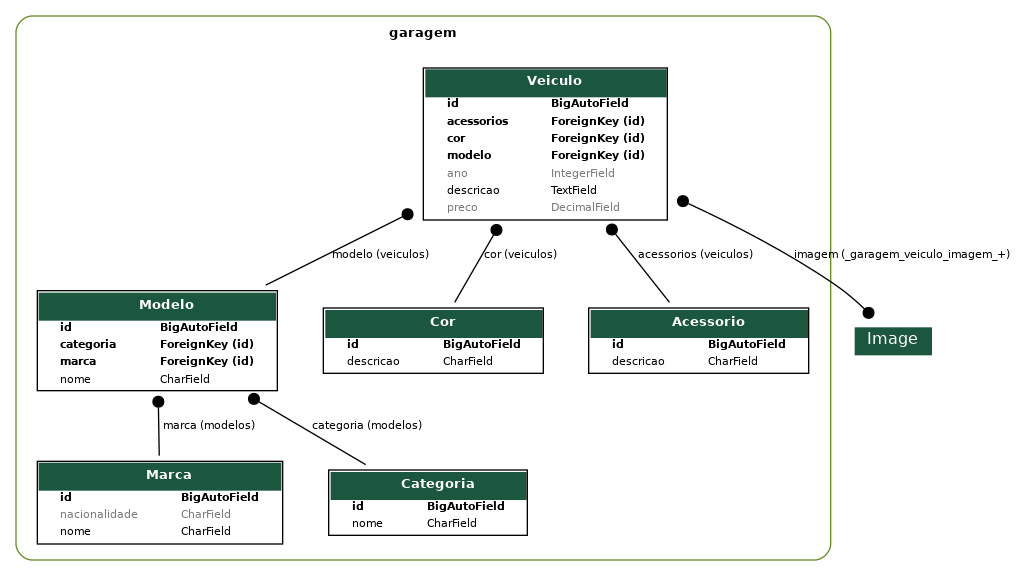 garagem
Veiculo
id BigAutoField
acessorios ForeignKey (id)
cor ForeignKey (id)
modelo ForeignKey (id)
ano IntegerField
descricao TextField
preco DecimalField
modelo (veiculos)
cor (veiculos)
acessorios (veiculos)
imagem (_garagem_veiculo_imagem_+)
Modelo
id BigAutoField
categoria ForeignKey (id)
marca ForeignKey (id)
nome CharField
Cor
id BigAutoField
descricao CharField
Acessorio
id BigAutoField
descricao CharField
Image
marca (modelos)
categoria (modelos)
Marca
id BigAutoField
nacionalidade CharField
nome CharField
Categoria
id BigAutoField
nome CharField